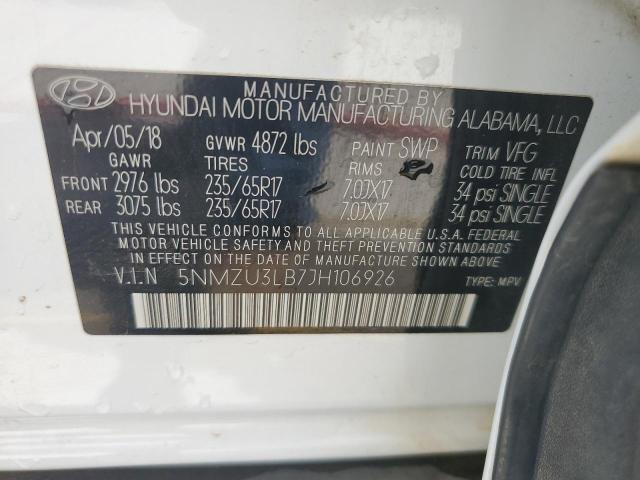 MANUFACTURED BY
HYUNDAI MOTOR MANUFACTURING ALABAMA, LLC
Apr/05/18 GVWR 4872 lbs PAINT SWP TRIM VFG
GAWR TIRES RIMS COLD TIRE INFL
FRONT 2976 lbs 235/65R17 7.0JX17 34 psi SINGLE
REAR 3075 lbs 235/65R17 7.0JX17 34 psi SINGLE
THIS VEHICLE CONFORMS TO ALL APPLICABLE U.S.A. FEDERAL
MOTOR VEHICLE SAFETY AND THEFT PREVENTION STANDARDS
IN EFFECT ON THE DATE OF MANUFACTURE SHOWN ABOVE.
V.I.N 5NMZU3LB7JH106926 TYPE: MPV